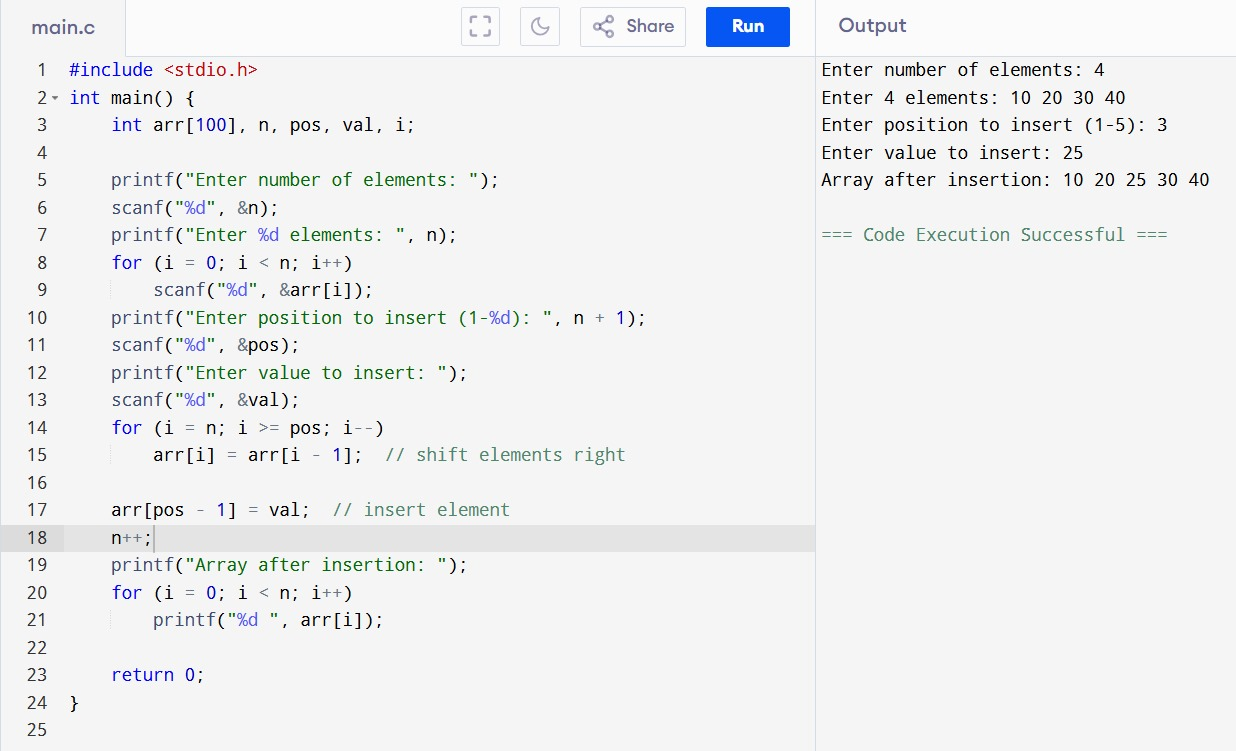 main.c
Share
Run
Output
1 #include <stdio.h>
2 int main() {
3     int arr[100], n, pos, val, i;
4
5     printf("Enter number of elements: ");
6     scanf("%d", &n);
7     printf("Enter %d elements: ", n);
8     for (i = 0; i < n; i++)
9         scanf("%d", &arr[i]);
10     printf("Enter position to insert (1-%d): ", n + 1);
11     scanf("%d", &pos);
12     printf("Enter value to insert: ");
13     scanf("%d", &val);
14     for (i = n; i >= pos; i--)
15         arr[i] = arr[i - 1];  // shift elements right
16
17     arr[pos - 1] = val;  // insert element
18     n++;
19     printf("Array after insertion: ");
20     for (i = 0; i < n; i++)
21         printf("%d ", arr[i]);
22
23     return 0;
24 }
25
Enter number of elements: 4
Enter 4 elements: 10 20 30 40
Enter position to insert (1-5): 3
Enter value to insert: 25
Array after insertion: 10 20 25 30 40
=== Code Execution Successful ===